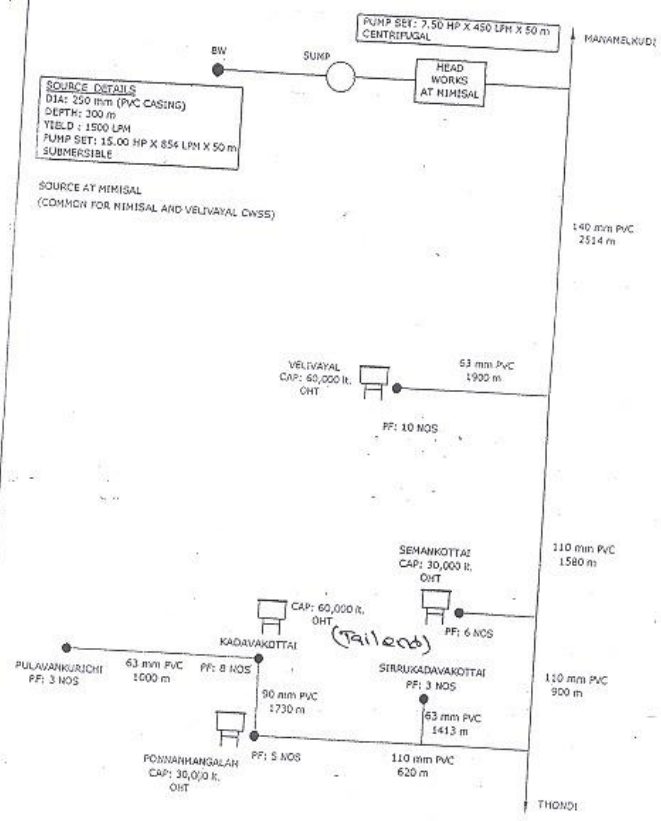 PUMP SET: 7.50 HP X 450 LPM X 50 m
CENTRIFUGAL
MANAMELKUDI
BW
SUMP
HEAD
WORKS
AT MIMISAL
SOURCE DETAILS
DIA: 250 mm (PVC CASING)
DEPTH: 300 m
YIELD : 1500 LPM
PUMP SET: 15.00 HP X 854 LPM X 50 m
SUBMERSIBLE
SOURCE AT MIMISAL
(COMMON FOR MIMISAL AND VELIVAYAL CWSS)
140 mm PVC
2514 m
VELIVAYAL
CAP: 60,000 lt.
OHT
63 mm PVC
1900 m
PF: 10 NOS
110 mm PVC
1580 m
SEMANKOTTAI
CAP: 30,000 lt.
OHT
PF: 6 NOS
CAP: 60,000 lt.
OHT
(Tail end)
KADAVAKOTTAI
PULAVANKURICHI
PF: 3 NOS
63 mm PVC
1000 m
PF: 8 NOS
SIRRUKADAVAKOTTAI
PF: 3 NOS
110 mm PVC
900 m
90 mm PVC
1730 m
63 mm PVC
1413 m
PONNAMANGALAM
CAP: 30,000 lt.
OHT
PF: 5 NOS
110 mm PVC
620 m
THONDI